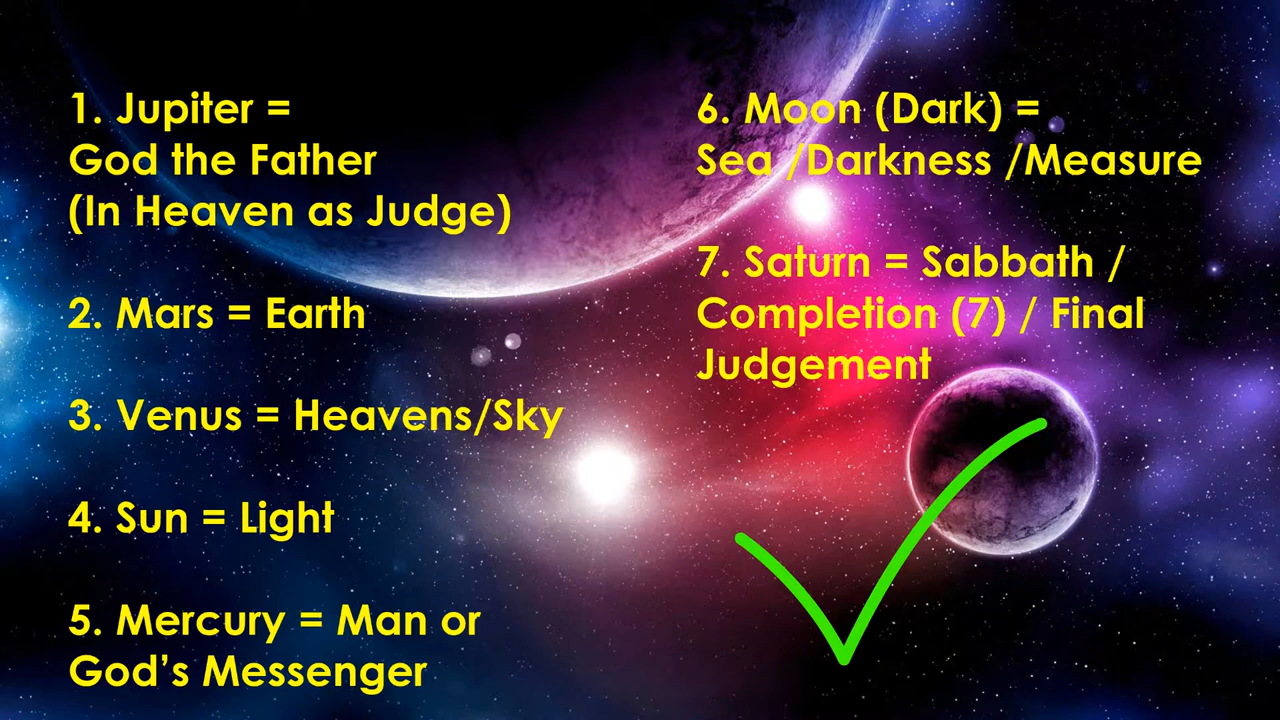 1. Jupiter =
God the Father
(In Heaven as Judge)
2. Mars = Earth
3. Venus = Heavens/Sky
4. Sun = Light
5. Mercury = Man or
God’s Messenger
6. Moon (Dark) =
Sea /Darkness /Measure
7. Saturn = Sabbath /
Completion (7) / Final
Judgement